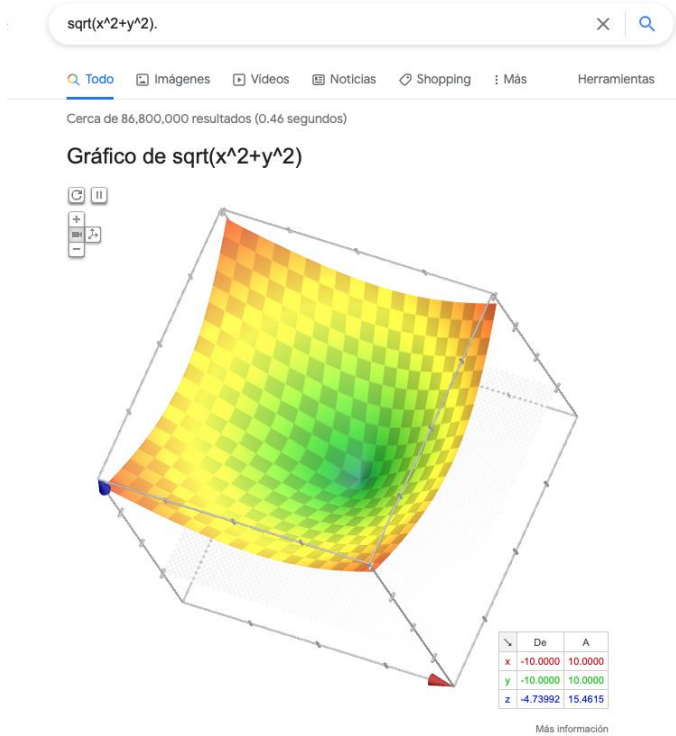 sqrt(x^2+y^2).
Todo Imágenes Videos Noticias Shopping Más Herramientas
Cerca de 86,800,000 resultados (0.46 segundos)
Gráfico de sqrt(x^2+y^2)
De A
x -10.0000 10.0000
y -10.0000 10.0000
z -4.73992 15.4615
Más información